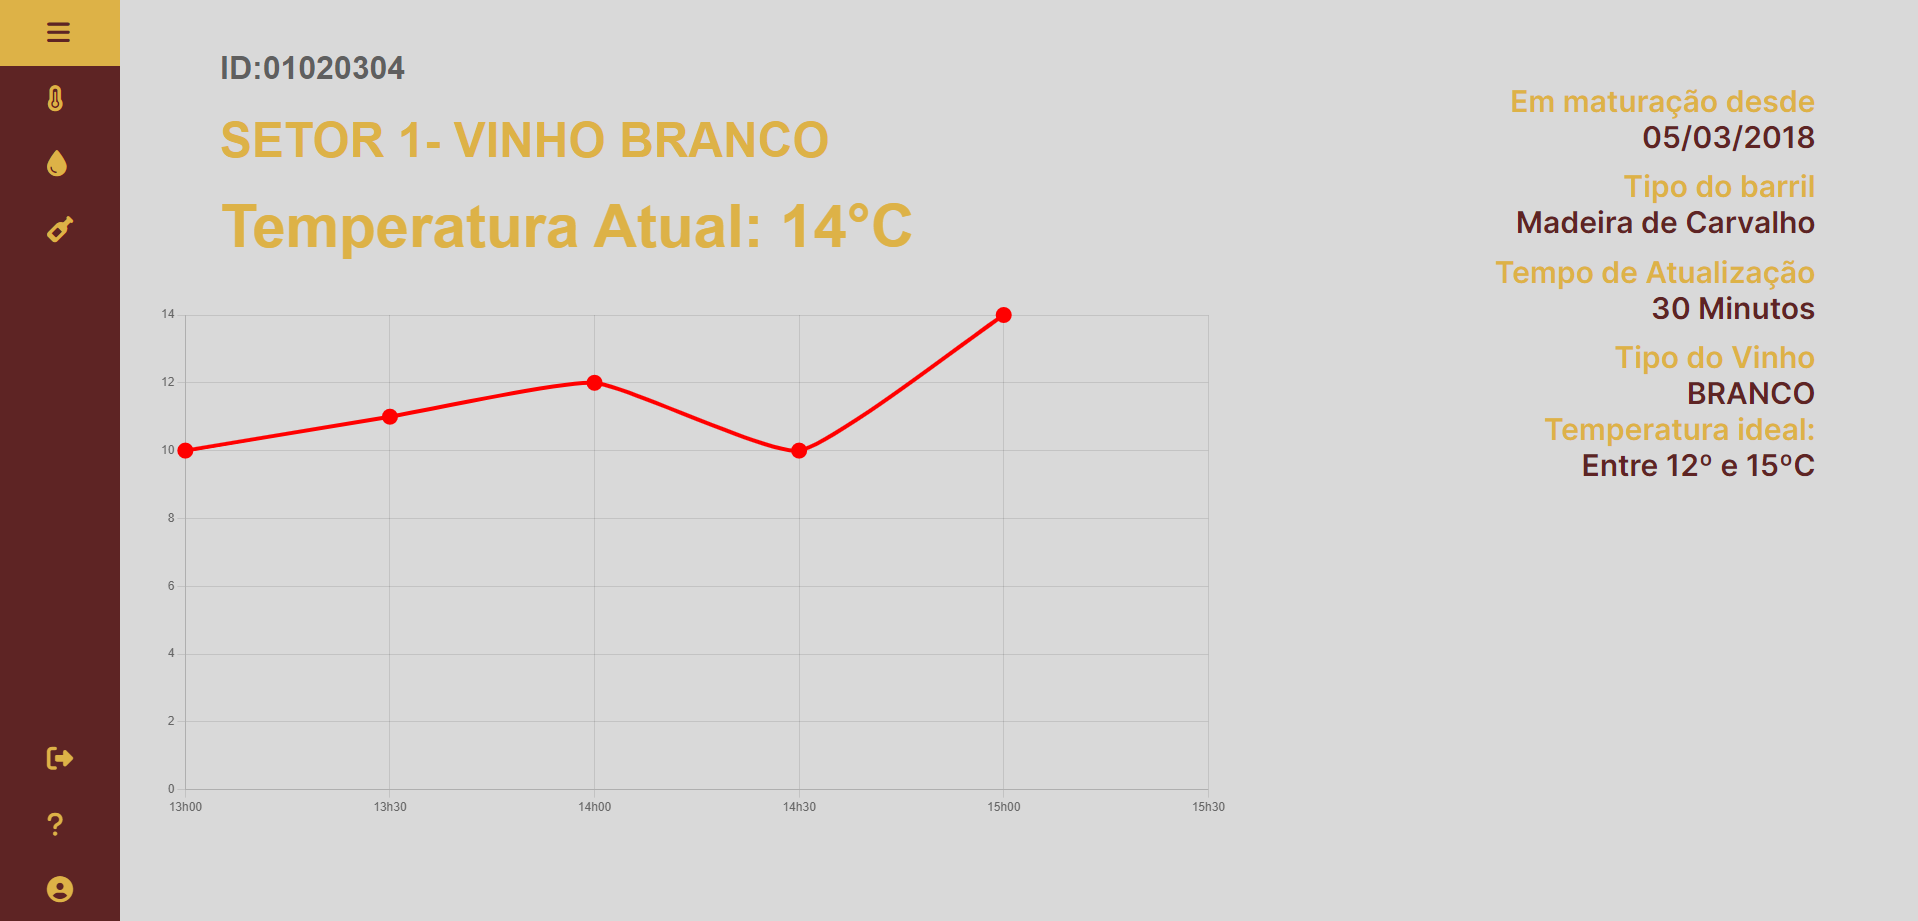 ID:01020304
SETOR 1- VINHO BRANCO
Temperatura Atual: 14°C
Em maturação desde
05/03/2018
Tipo do barril
Madeira de Carvalho
Tempo de Atualização
30 Minutos
Tipo do Vinho
BRANCO
Temperatura ideal:
Entre 12º e 15ºC
14
12
10
8
6
4
2
0
13h00 13h30 14h00 14h30 15h00 15h30